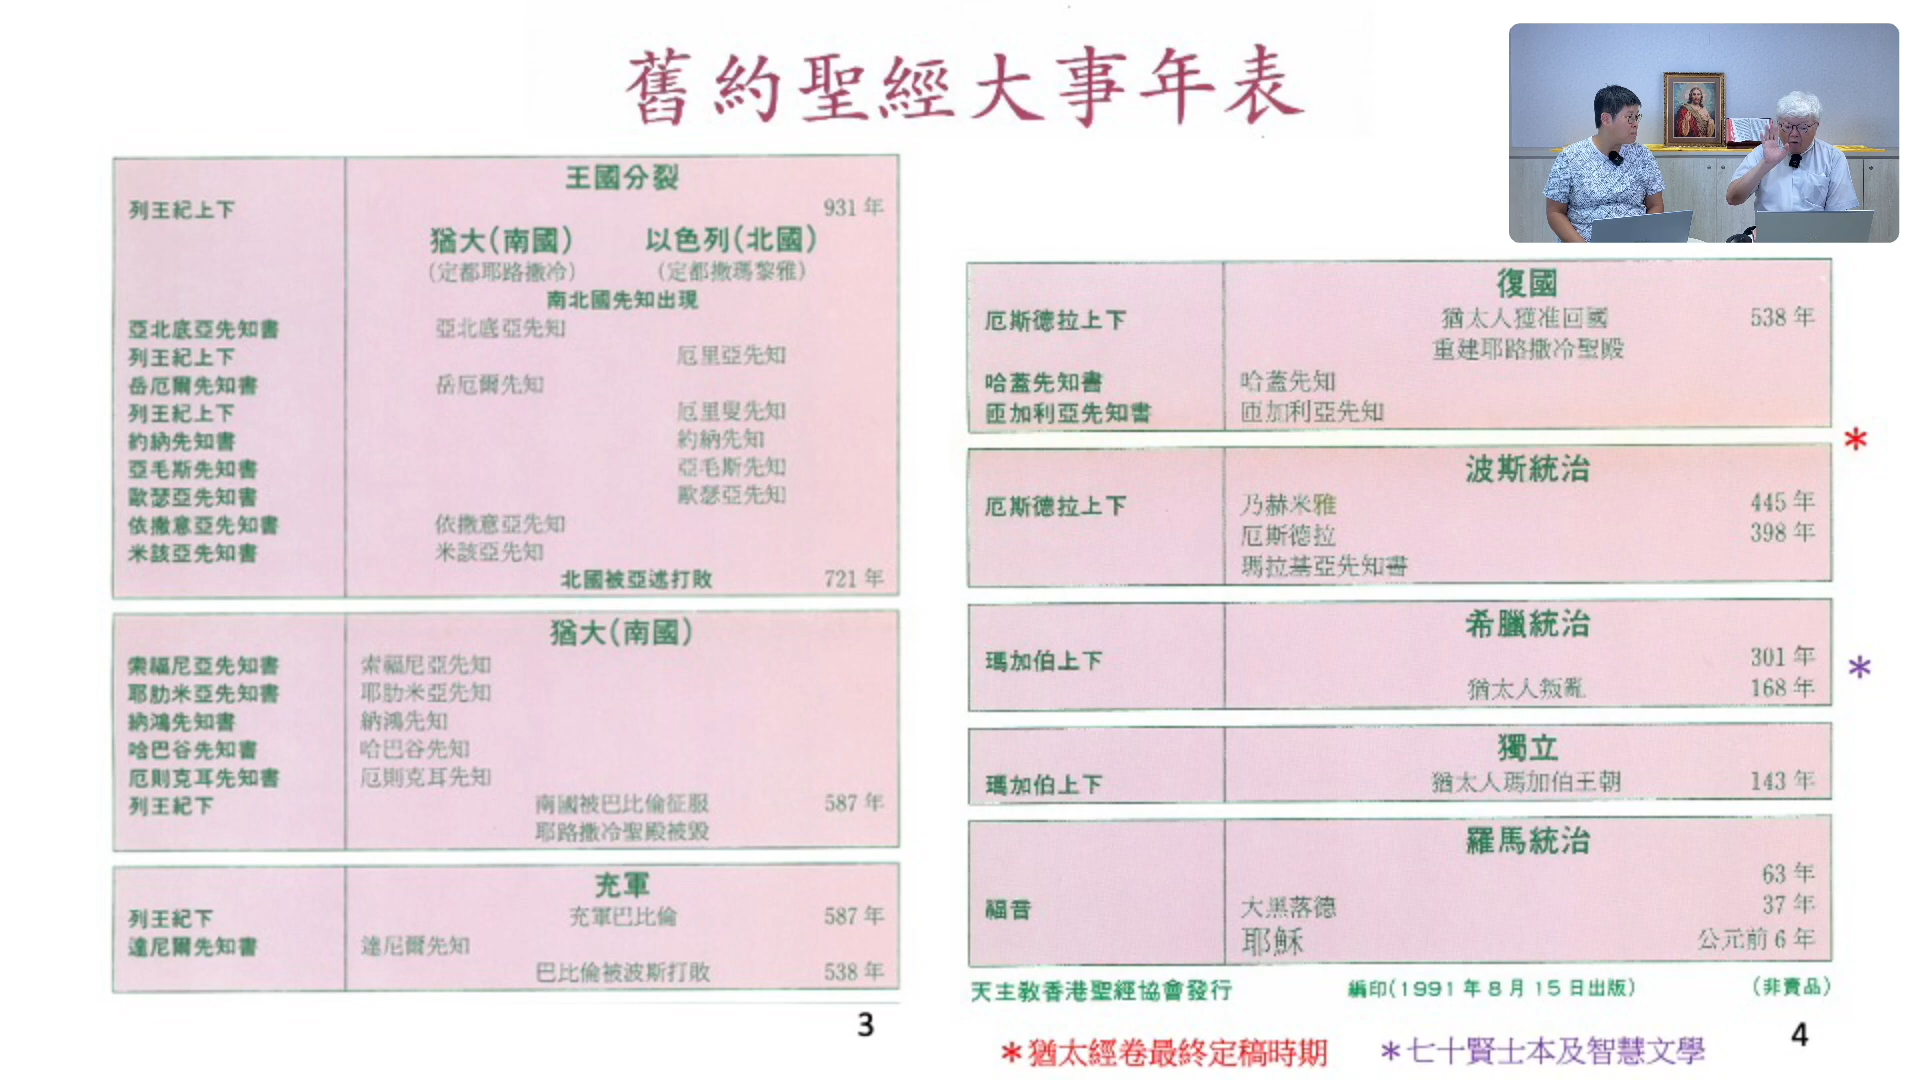 舊約聖經大事年表
王國分裂
列王紀上下 931 年
猶大(南國) 以色列(北國)
(定都耶路撒冷) (定都撒瑪黎雅)
南北國先知出現
亞北底亞先知書 亞北底亞先知
列王紀上下 厄里亞先知
岳厄爾先知書 岳厄爾先知
列王紀上下 厄里叟先知
約納先知書 約納先知
亞毛斯先知書 亞毛斯先知
歐瑟亞先知書 歐瑟亞先知
依撒意亞先知書 依撒意亞先知
米該亞先知書 米該亞先知
北國被亞述打敗 721 年
猶大(南國)
索福尼亞先知書 索福尼亞先知
耶肋米亞先知書 耶肋米亞先知
納鴻先知書 納鴻先知
哈巴谷先知書 哈巴谷先知
厄則克耳先知書 厄則克耳先知
列王紀下 南國被巴比倫征服 587 年
耶路撒冷聖殿被毀
充軍
列王紀下 充軍巴比倫 587 年
達尼爾先知書 達尼爾先知
巴比倫被波斯打敗 538 年
3
復國
厄斯德拉上下 猶太人獲准回國 538 年
重建耶路撒冷聖殿
哈蓋先知書 哈蓋先知
匝加利亞先知書 匝加利亞先知
*
波斯統治
厄斯德拉上下 乃赫米雅 445 年
厄斯德拉 398 年
瑪拉基亞先知書
希臘統治
瑪加伯上下 301 年
*
猶太人叛亂 168 年
獨立
瑪加伯上下 猶太人瑪加伯王朝 143 年
羅馬統治
63 年
福音 大黑落德 37 年
耶穌 公元前 6 年
天主教香港聖經協會發行 編印(1991 年 8 月 15 日出版) (非賣品)
4
*猶太經卷最終定稿時期 *七十賢士本及智慧文學